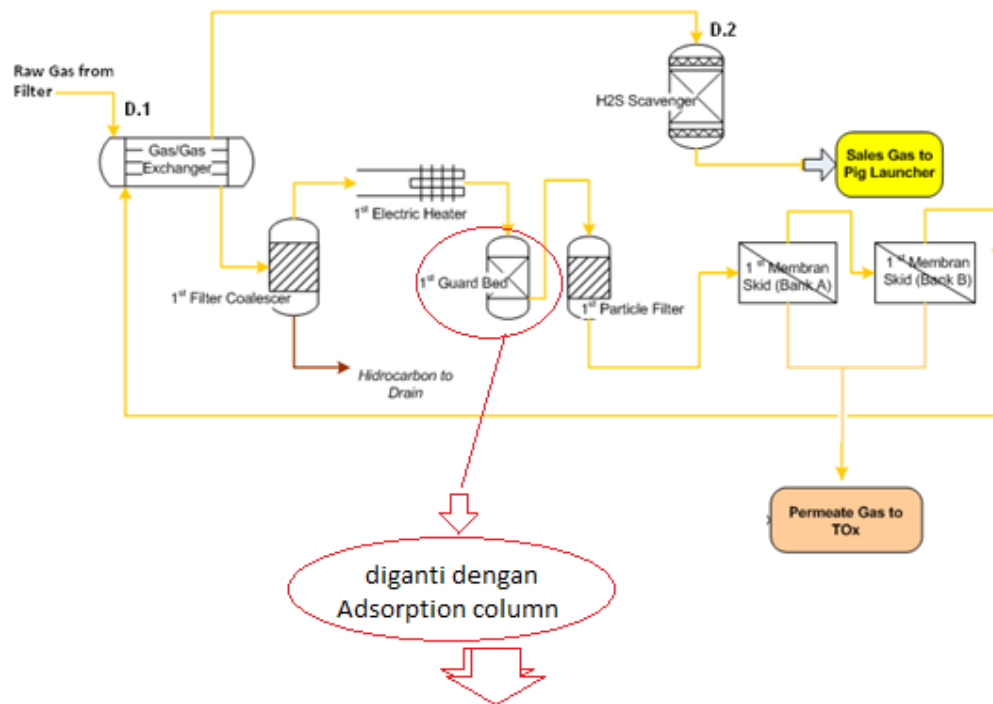 Raw Gas from
Filter
D.1
D.2
Gas/Gas
Exchanger
H2S Scavenger
Sales Gas to
Pig Launcher
1st Electric Heater
1st Filter Coalescer
1st Guard Bed
1st Particle Filter
1st Membran
Skid (Bank A)
1st Membran
Skid (Bank B)
Hidrocarbon to
Drain
Permeate Gas to
TOx
diganti dengan
Adsorption column